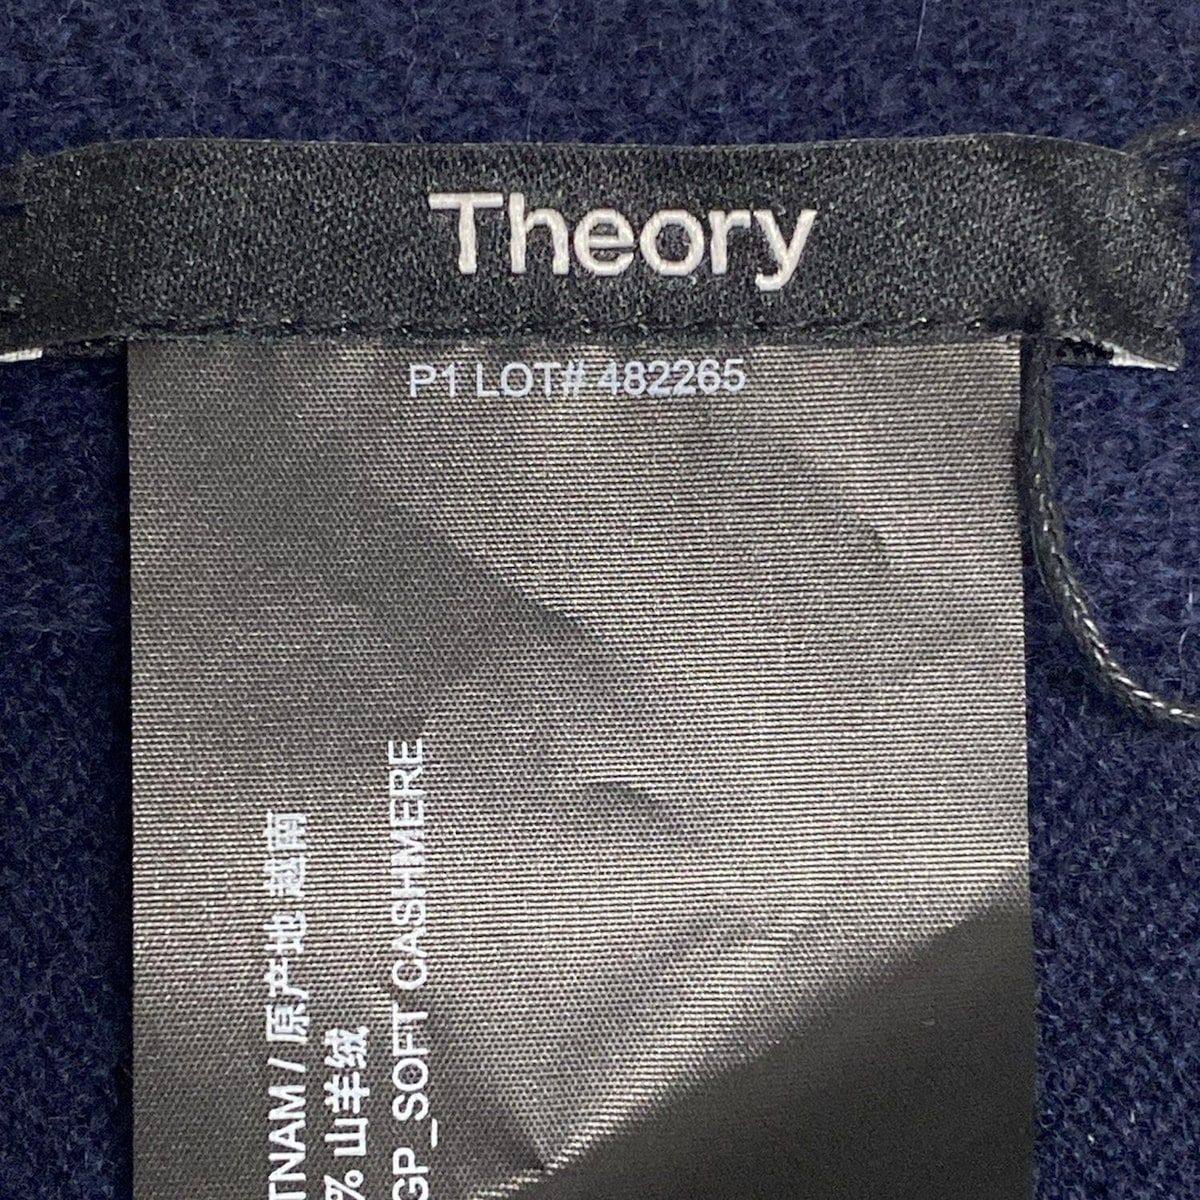 Theory
P1 LOT# 482265
TNAM / 原产地 越南
% 山羊绒
GP_SOFT CASHMERE